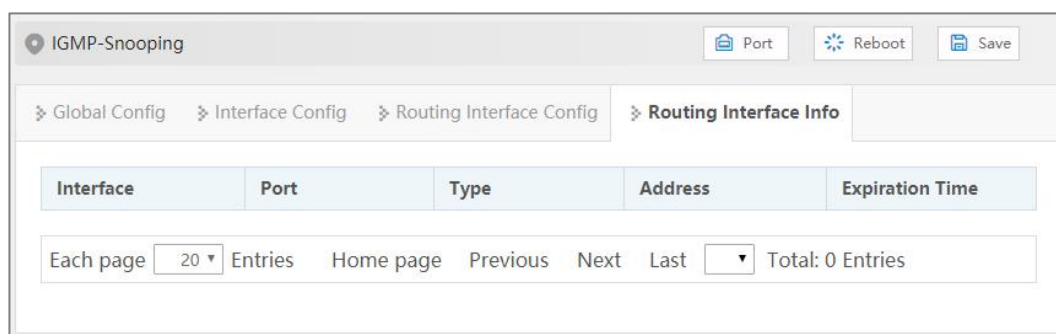 IGMP-Snooping Port Reboot Save
Global Config Interface Config Routing Interface Config Routing Interface Info
Interface Port Type Address Expiration Time
Each page 20 Entries Home page Previous Next Last Total: 0 Entries